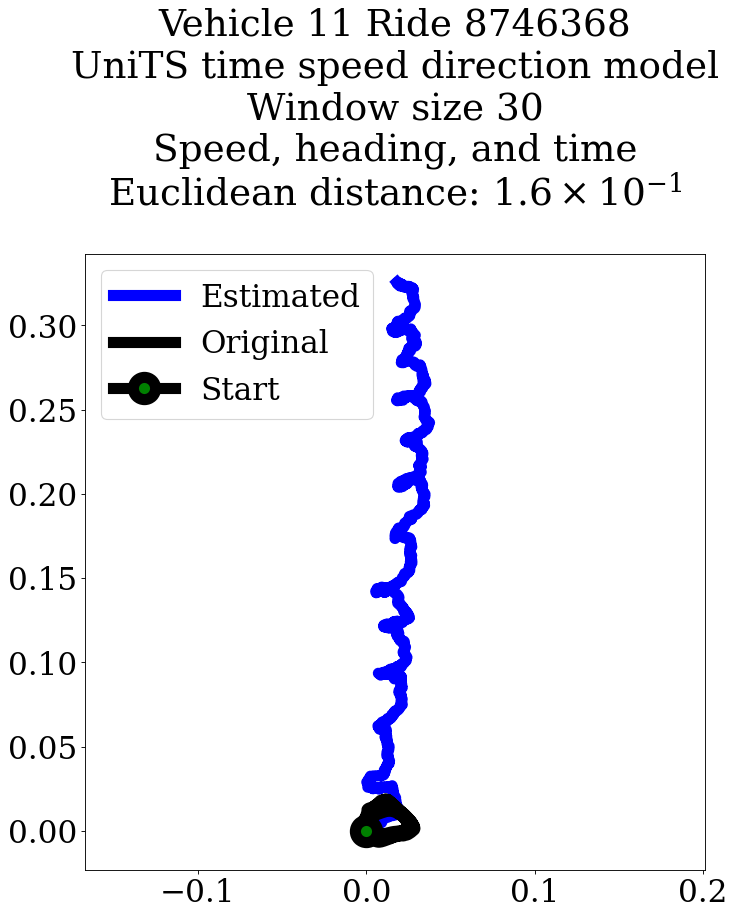 Vehicle 11 Ride 8746368
UniTS time speed direction model
Window size 30
Speed, heading, and time
Euclidean distance: 1.6 × 10⁻¹
Estimated
Original
Start
0.30
0.25
0.20
0.15
0.10
0.05
0.00
−0.1
0.0
0.1
0.2